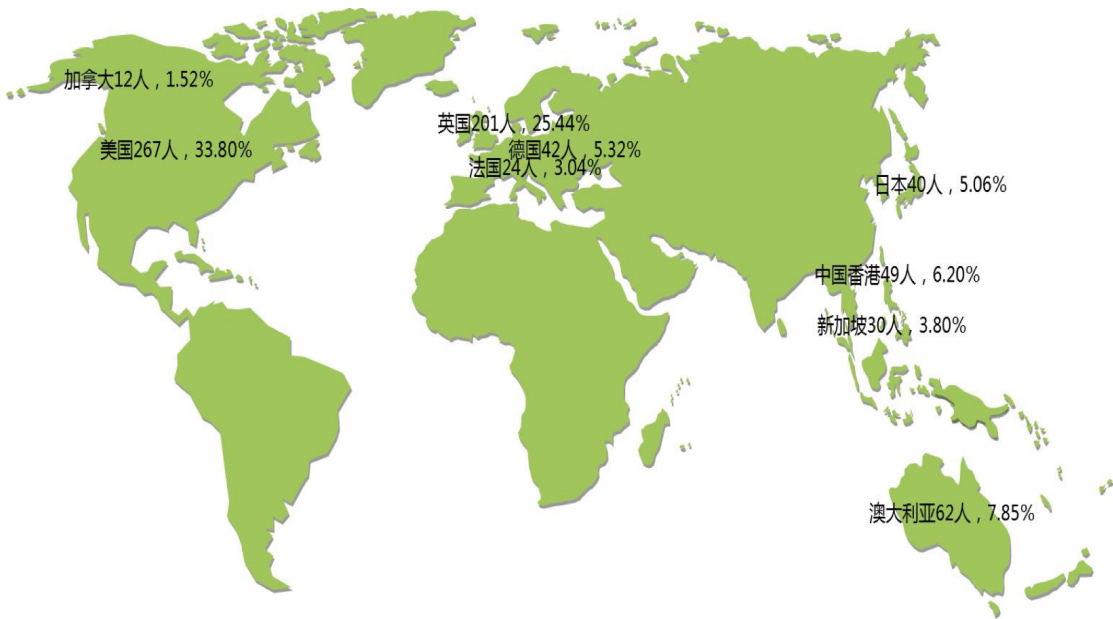 加拿大12人，1.52%
英国201人，25.44%
美国267人，33.80%
德国42人，5.32%
法国24人，3.04%
日本40人，5.06%
中国香港49人，6.20%
新加坡30人，3.80%
澳大利亚62人，7.85%